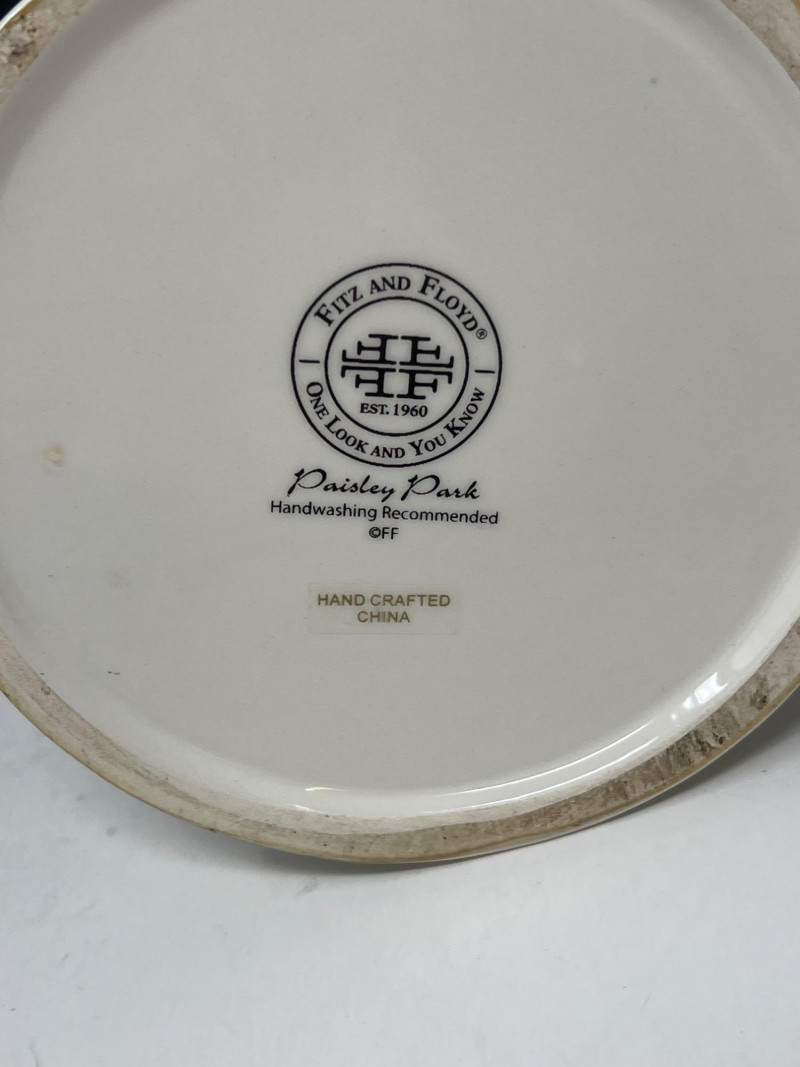 FITZ AND FLOYD®
EST. 1960
ONE LOOK AND YOU KNOW
Paisley Park
Handwashing Recommended
©FF
HAND CRAFTED
CHINA